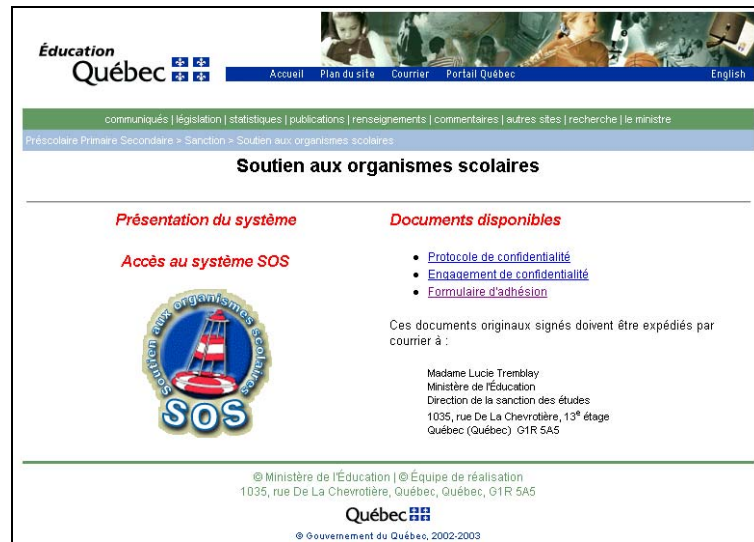 Éducation
Québec
Accueil Plan du site Courrier Portail Québec English
communiqués | législation | statistiques | publications | renseignements | commentaires | autres sites | recherche | le ministre
Préscolaire Primaire Secondaire > Sanction > Soutien aux organismes scolaires
Soutien aux organismes scolaires
Présentation du système
Accès au système SOS
Soutien aux organismes scolaires
SOS
Documents disponibles
• Protocole de confidentialité
• Engagement de confidentialité
• Formulaire d'adhésion
Ces documents originaux signés doivent être expédiés par
courrier à :
Madame Lucie Tremblay
Ministère de l'Éducation
Direction de la sanction des études
1035, rue De La Chevrotière, 13e étage
Québec (Québec) G1R 5A5
© Ministère de l'Éducation | © Équipe de réalisation
1035, rue De La Chevrotière, Québec, Québec, G1R 5A5
Québec
© Gouvernement du Québec, 2002-2003